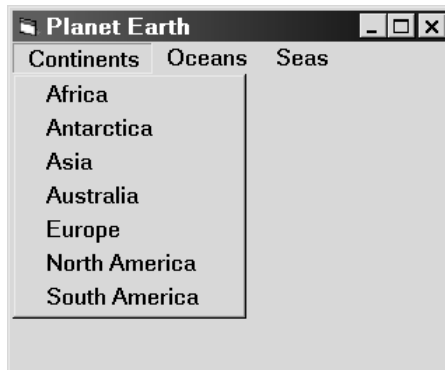 Planet Earth
Continents Oceans Seas
Africa
Antarctica
Asia
Australia
Europe
North America
South America